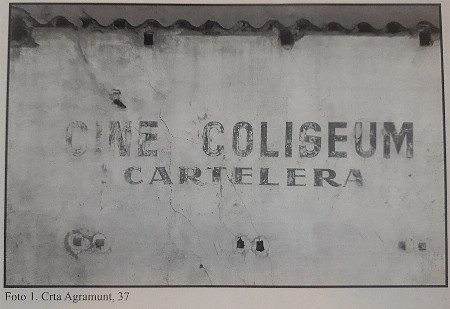 CINE COLISEUM
CARTELERA
Foto 1. Crta Agramunt, 37